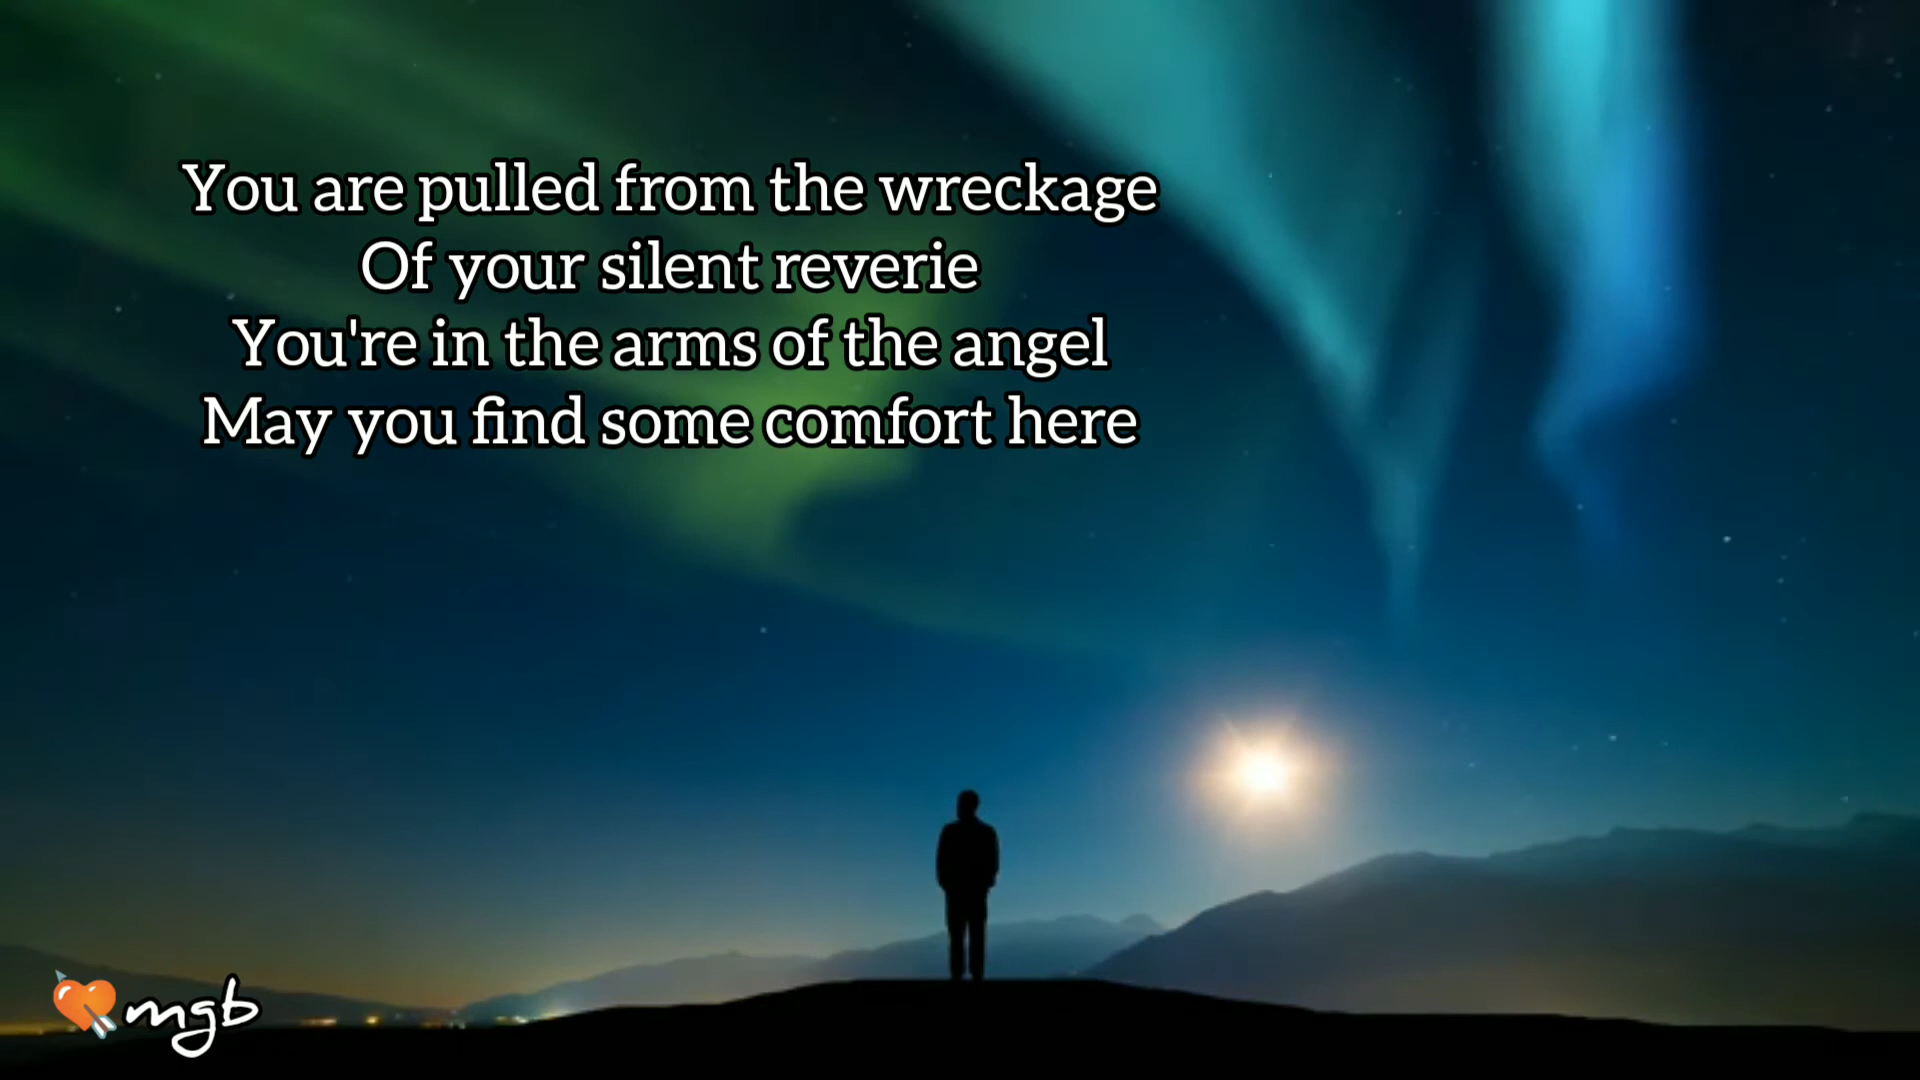 You are pulled from the wreckage
Of your silent reverie
You're in the arms of the angel
May you find some comfort here
mgb